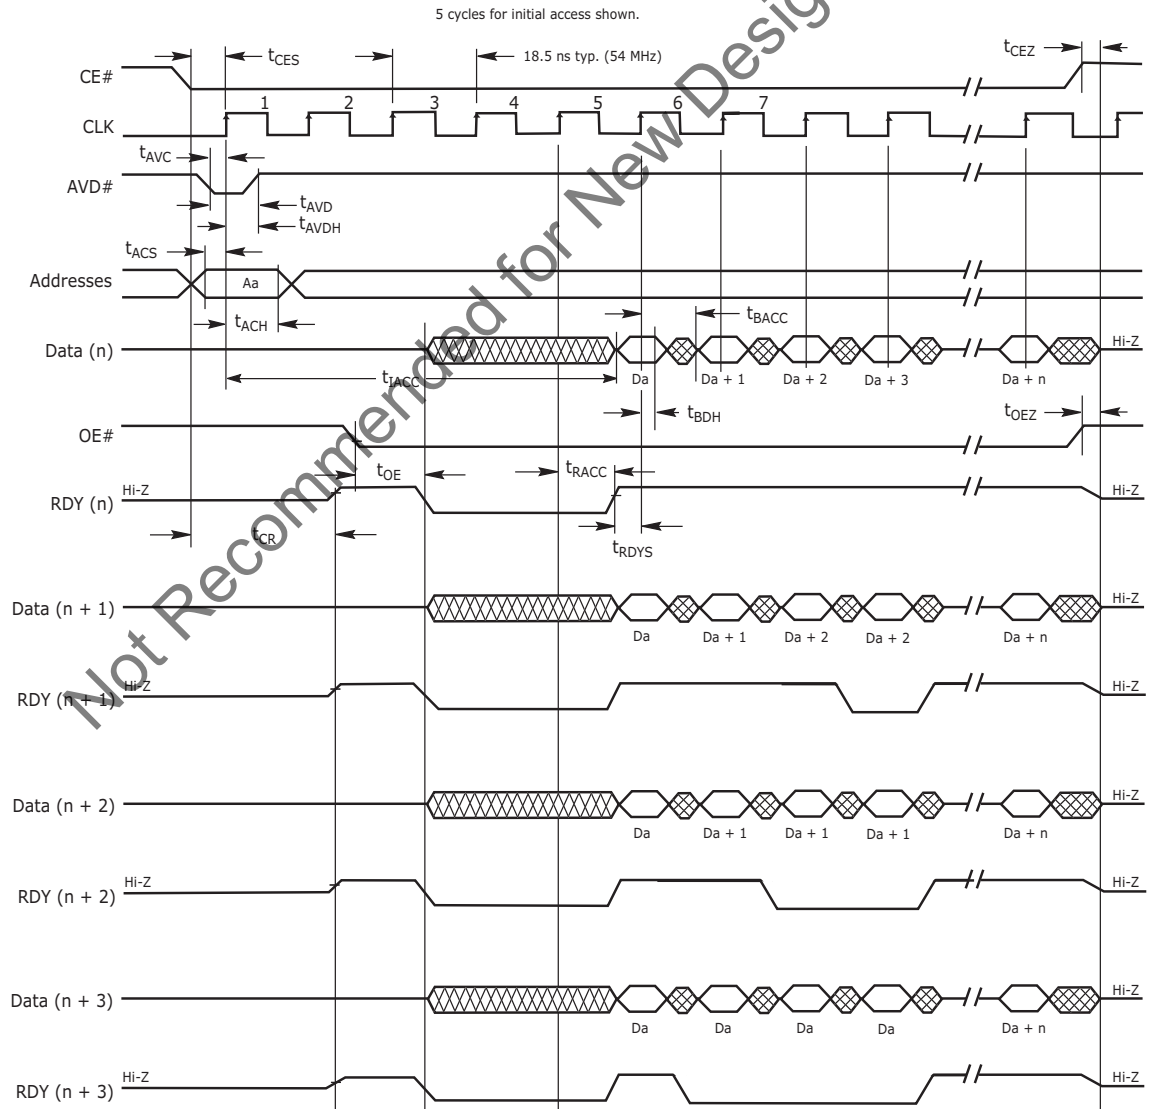 5 cycles for initial access shown.
tCES
18.5 ns typ. (54 MHz)
tCEZ
CE#
1 2 3 4 5 6 7
CLK
tAVC
AVD#
tAVD
tAVDH
tACS
Addresses
Aa
tACH
tBACC
Data (n)
Hi-Z
tIACC
Da Da + 1 Da + 2 Da + 3 Da + n
tBDH
tOEZ
OE#
tOE
tRACC
RDY (n)
Hi-Z
Hi-Z
tCR
tRDYS
Data (n + 1)
Hi-Z
Da Da + 1 Da + 2 Da + 2 Da + n
RDY (n + 1)
Hi-Z
Hi-Z
Data (n + 2)
Hi-Z
Da Da + 1 Da + 1 Da + 1 Da + n
RDY (n + 2)
Hi-Z
Hi-Z
Data (n + 3)
Hi-Z
Da Da Da Da Da + n
RDY (n + 3)
Hi-Z
Hi-Z
Not Recommended for New Desig